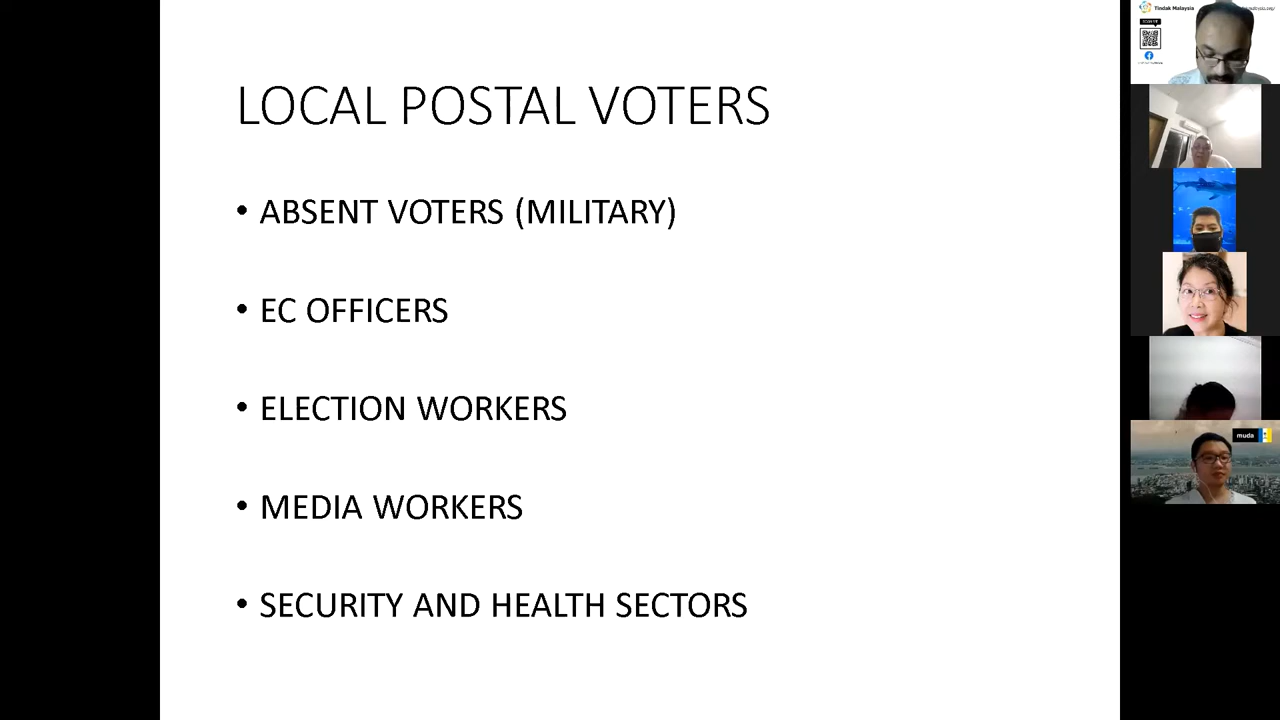 LOCAL POSTAL VOTERS
• ABSENT VOTERS (MILITARY)
• EC OFFICERS
• ELECTION WORKERS
• MEDIA WORKERS
• SECURITY AND HEALTH SECTORS
Tindak Malaysia
muda